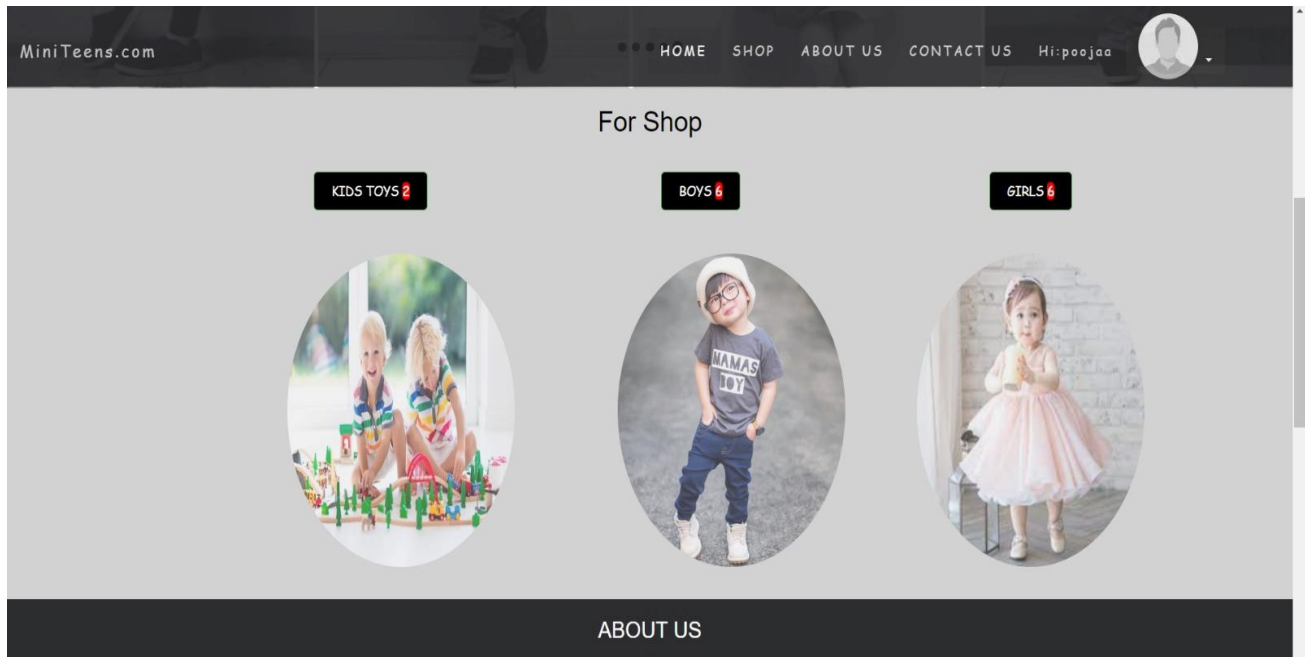 MiniTeens.com HOME SHOP ABOUT US CONTACT US Hi:poojaa
For Shop
KIDS TOYS 2 BOYS 6 GIRLS 6
MAMAS
BOY
ABOUT US